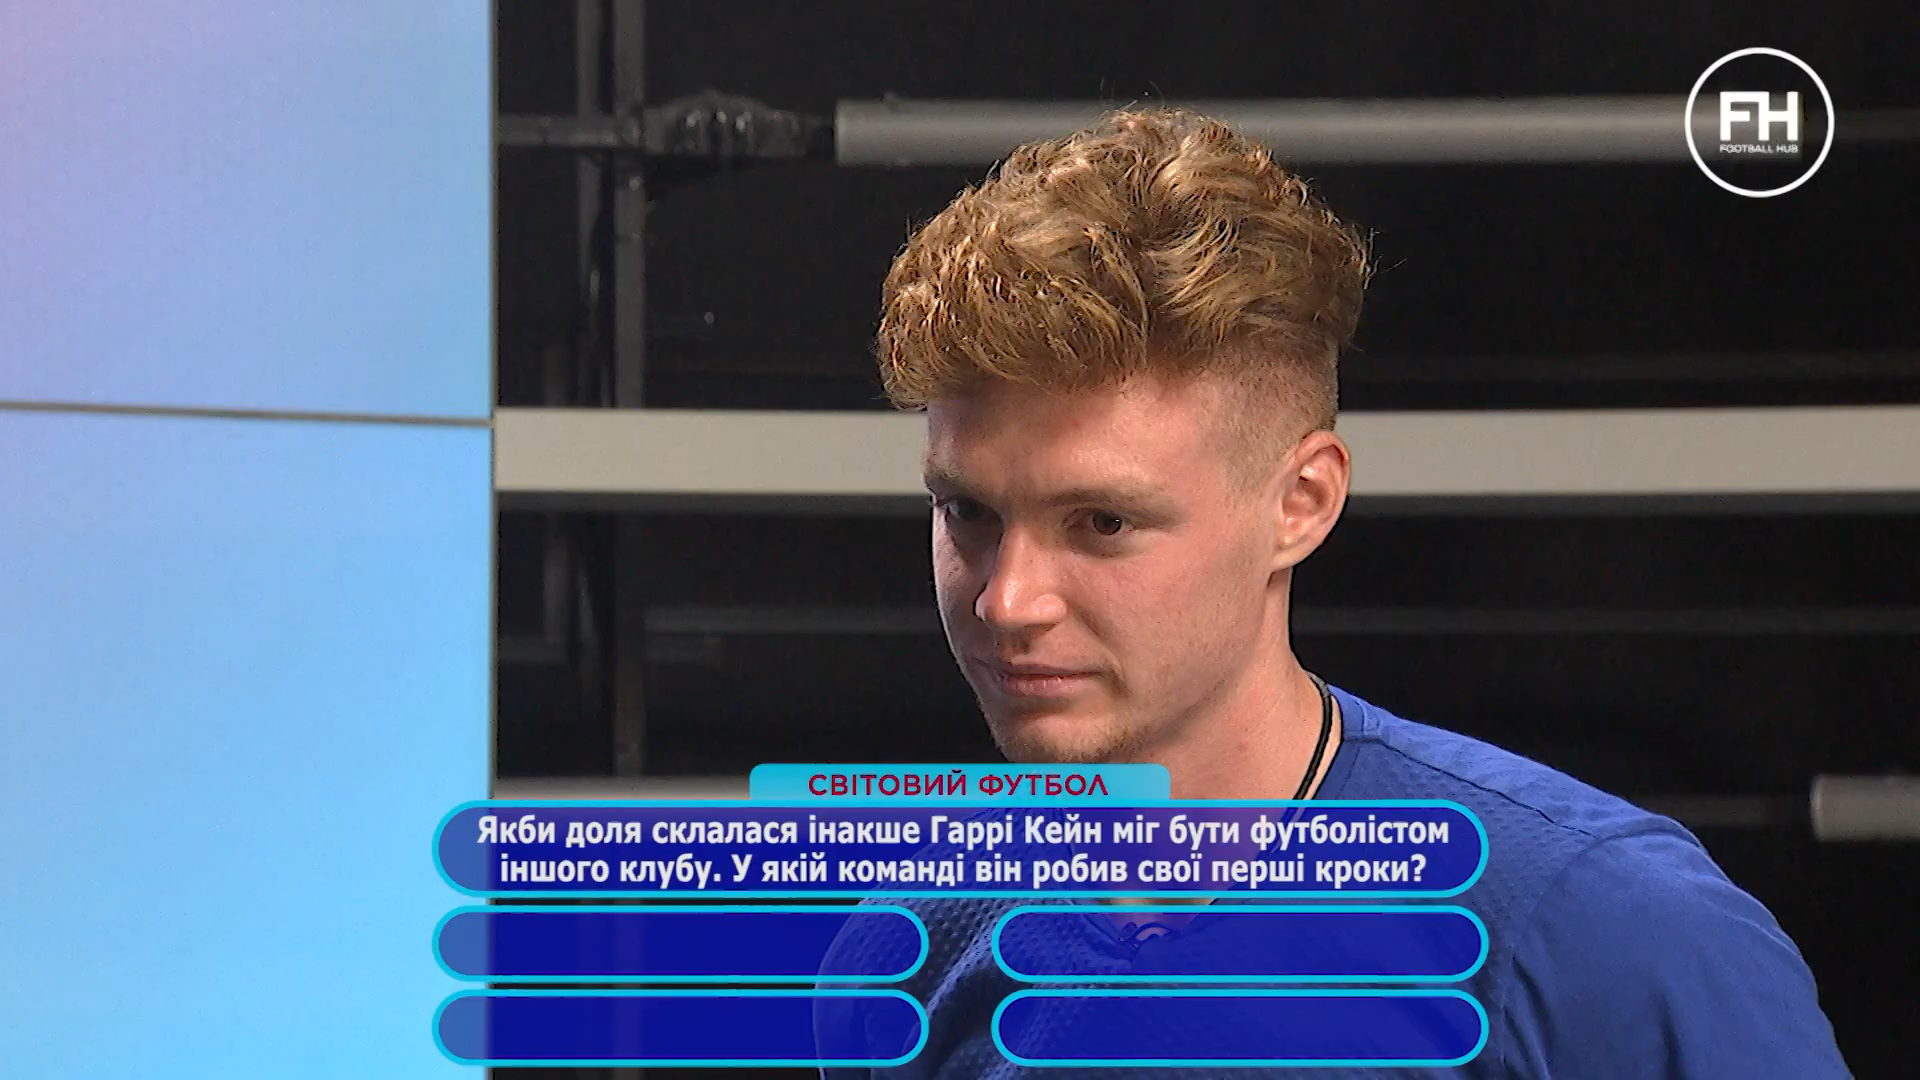 FH
FOOTBALL HUB
СВІТОВИЙ ФУТБОЛ
Якби доля склалася інакше Гаррі Кейн міг бути футболістом
іншого клубу. У якій команді він робив свої перші кроки?